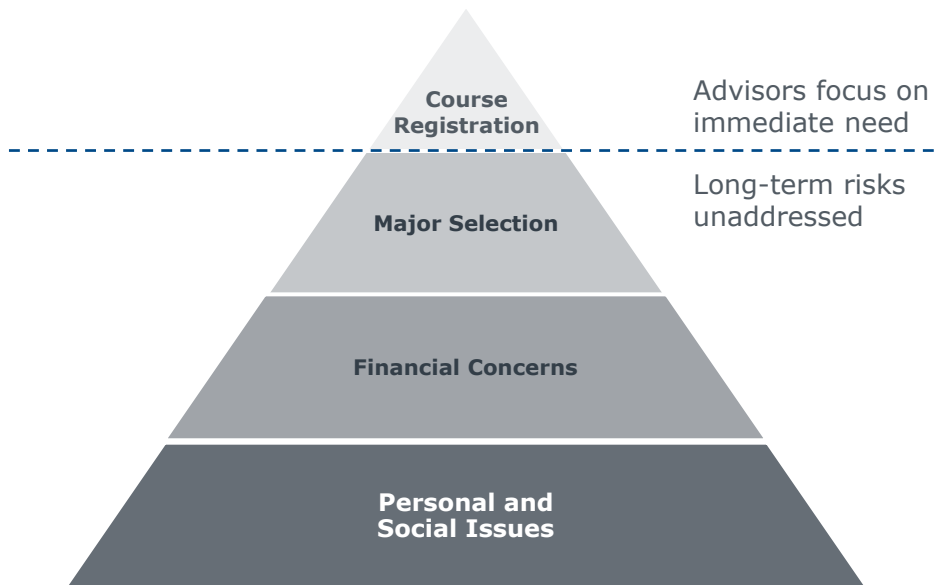 Course
Registration
Advisors focus on
immediate need
Long-term risks
unaddressed
Major Selection
Financial Concerns
Personal and
Social Issues